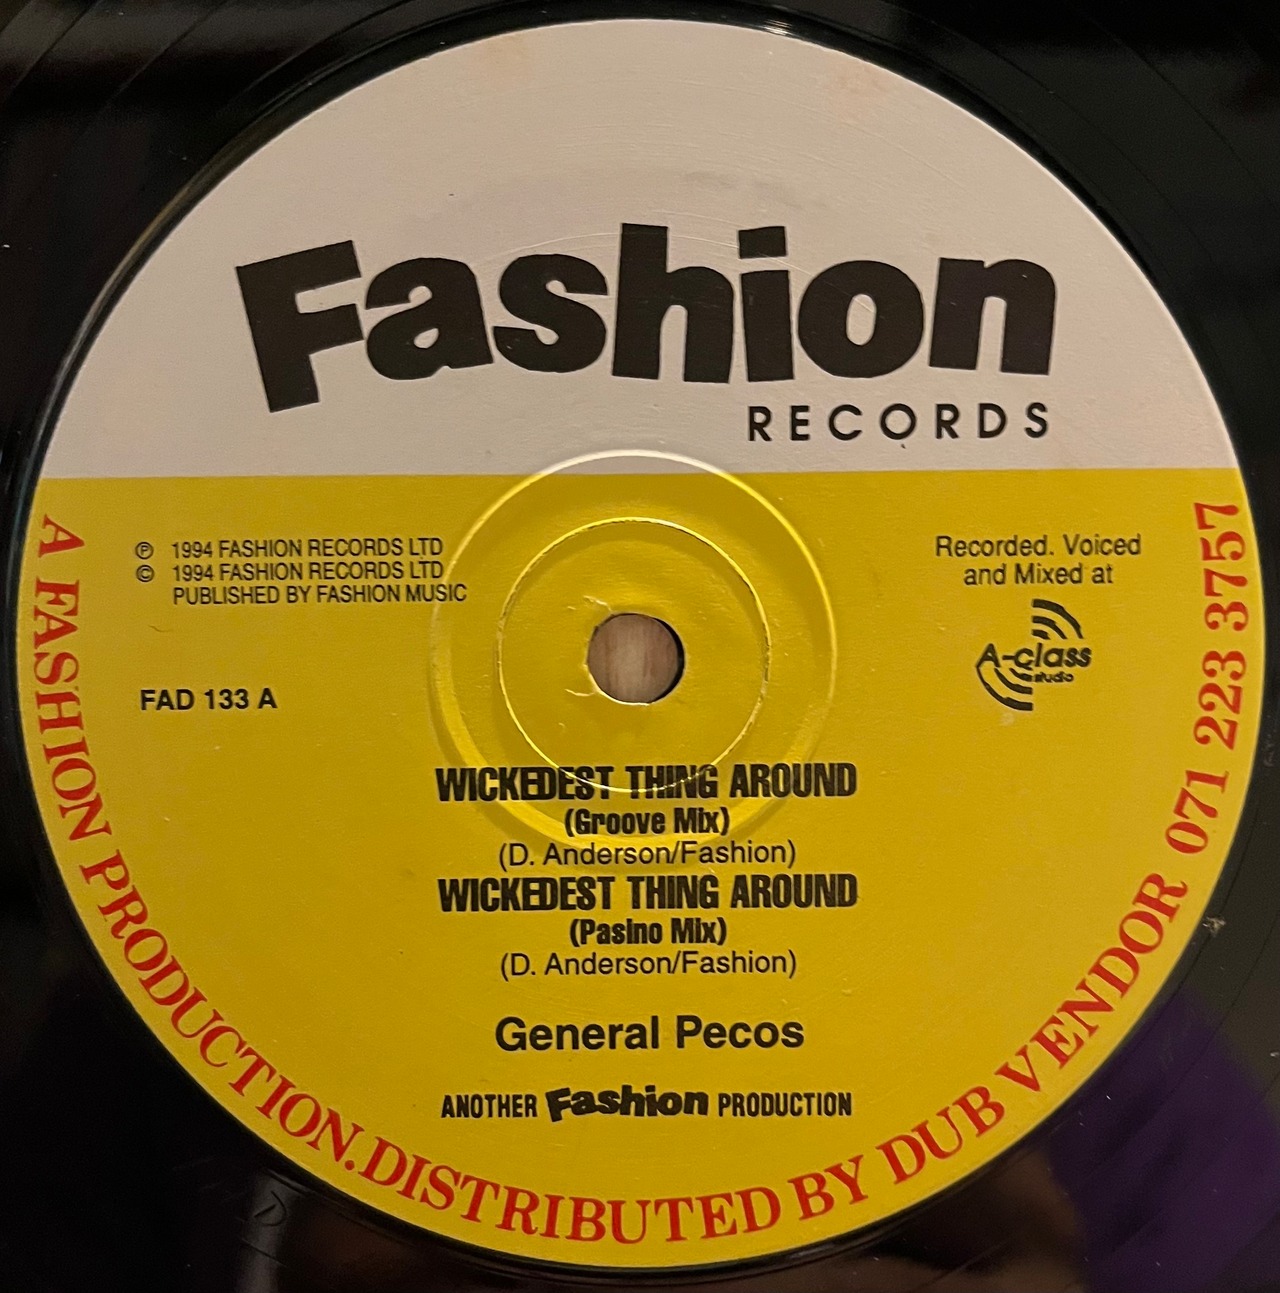 Fashion
RECORDS
℗ 1994 FASHION RECORDS LTD
© 1994 FASHION RECORDS LTD
PUBLISHED BY FASHION MUSIC
Recorded. Voiced
and Mixed at
A-class
studio
FAD 133 A
WICKEDEST THING AROUND
(Groove Mix)
(D. Anderson/Fashion)
WICKEDEST THING AROUND
(Pasino Mix)
(D. Anderson/Fashion)
General Pecos
ANOTHER Fashion PRODUCTION
A FASHION PRODUCTION.DISTRIBUTED BY DUB VENDOR 071 223 3757